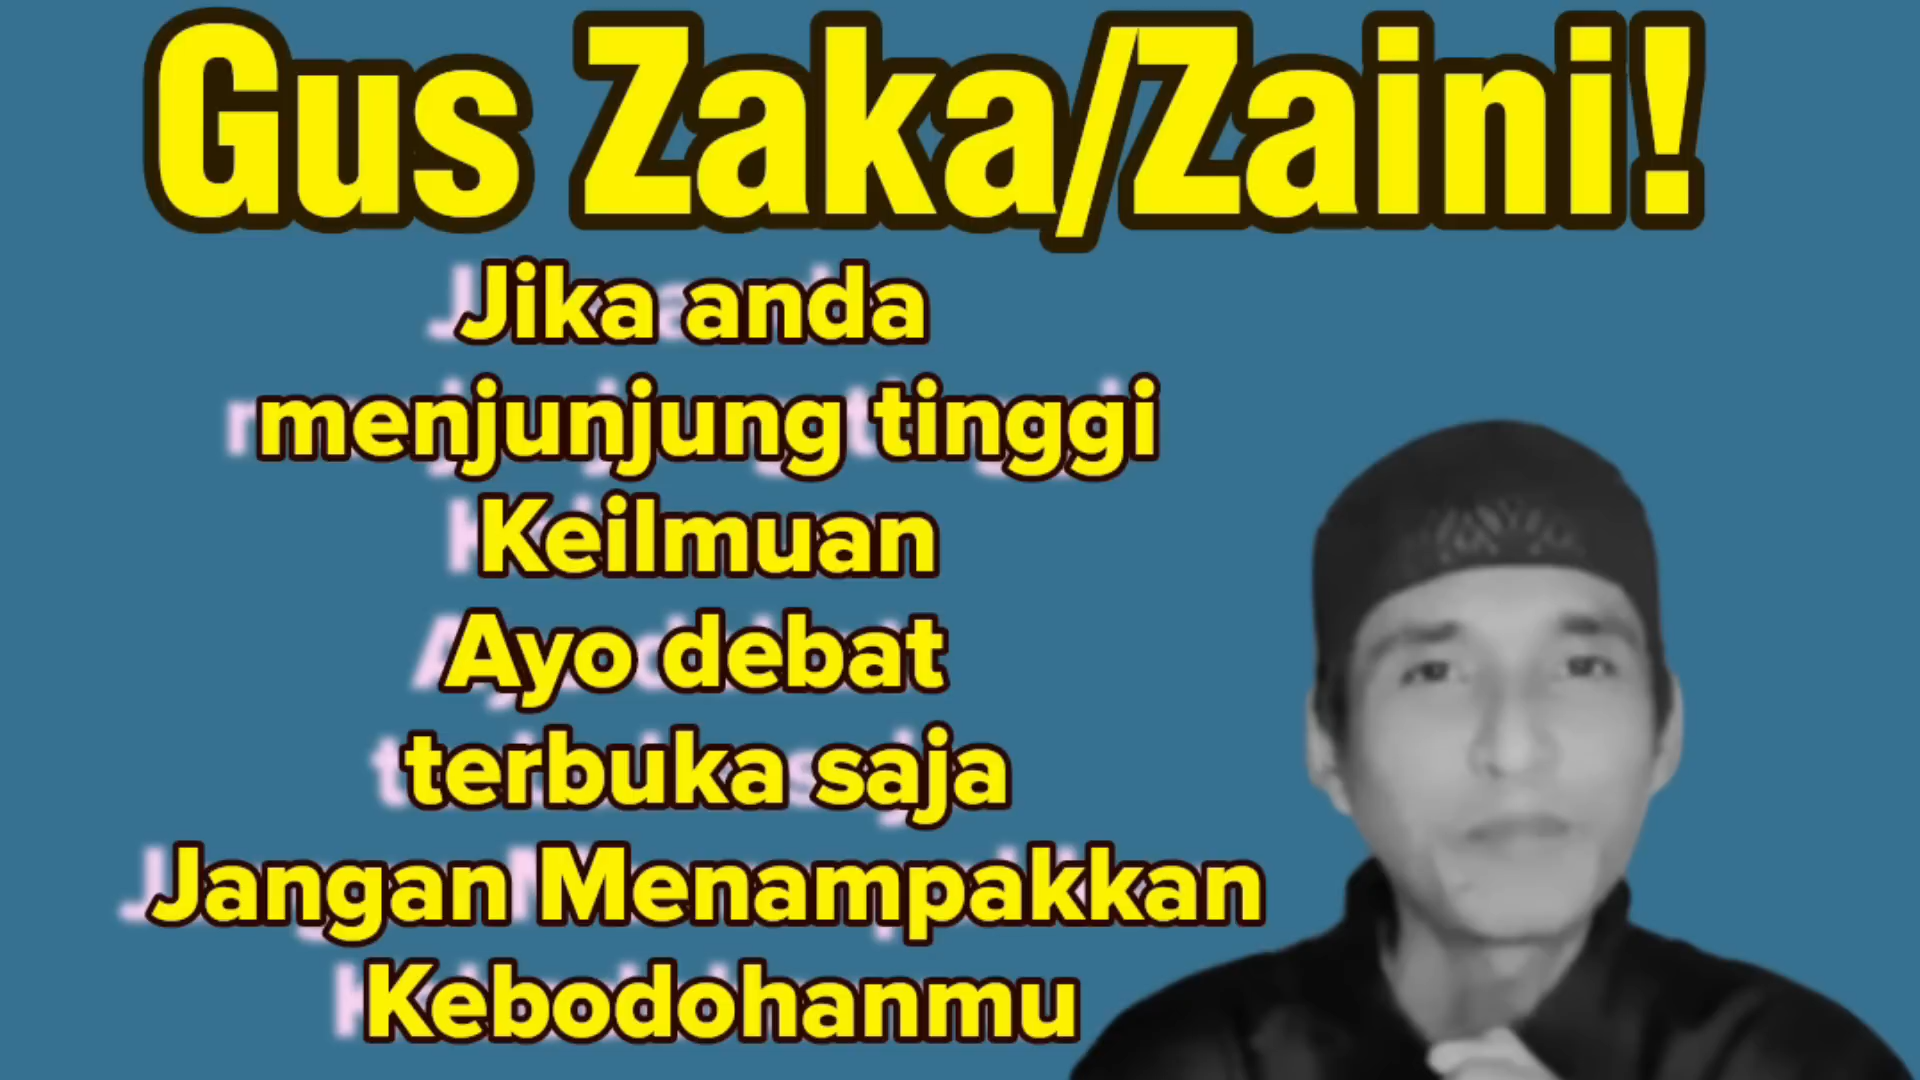 Gus Zaka/Zaini!
Jika anda
menjunjung tinggi
Keilmuan
Ayo debat
terbuka saja
Jangan Menampakkan
Kebodohanmu